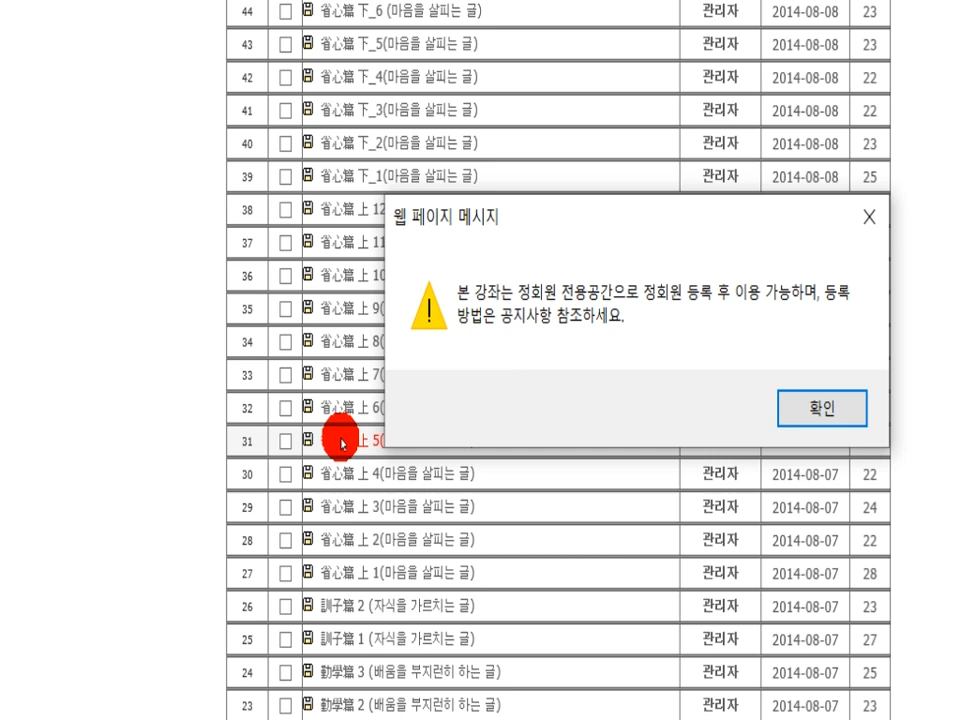 44 省心篇 下_6 (마음을 살피는 글) 관리자 2014-08-08 23
43 省心篇 下_5(마음을 살피는 글) 관리자 2014-08-08 23
42 省心篇 下_4(마음을 살피는 글) 관리자 2014-08-08 22
41 省心篇 下_3(마음을 살피는 글) 관리자 2014-08-08 22
40 省心篇 下_2(마음을 살피는 글) 관리자 2014-08-08 23
39 省心篇 下_1(마음을 살피는 글) 관리자 2014-08-08 25
38 省心篇 上 12
37 省心篇 上 11
36 省心篇 上 10
35 省心篇 上 9(
34 省心篇 上 8(
33 省心篇 上 7(
32 省心篇 上 6(
31 上 5(
웹 페이지 메시지
본 강좌는 정회원 전용공간으로 정회원 등록 후 이용 가능하며, 등록
방법은 공지사항 참조하세요.
확인
30 省心篇 上 4(마음을 살피는 글) 관리자 2014-08-07 22
29 省心篇 上 3(마음을 살피는 글) 관리자 2014-08-07 24
28 省心篇 上 2(마음을 살피는 글) 관리자 2014-08-07 22
27 省心篇 上 1(마음을 살피는 글) 관리자 2014-08-07 28
26 訓子篇 2 (자식을 가르치는 글) 관리자 2014-08-07 23
25 訓子篇 1 (자식을 가르치는 글) 관리자 2014-08-07 27
24 勤學篇 3 (배움을 부지런히 하는 글) 관리자 2014-08-07 25
23 勤學篇 2 (배움을 부지런히 하는 글) 관리자 2014-08-07 23